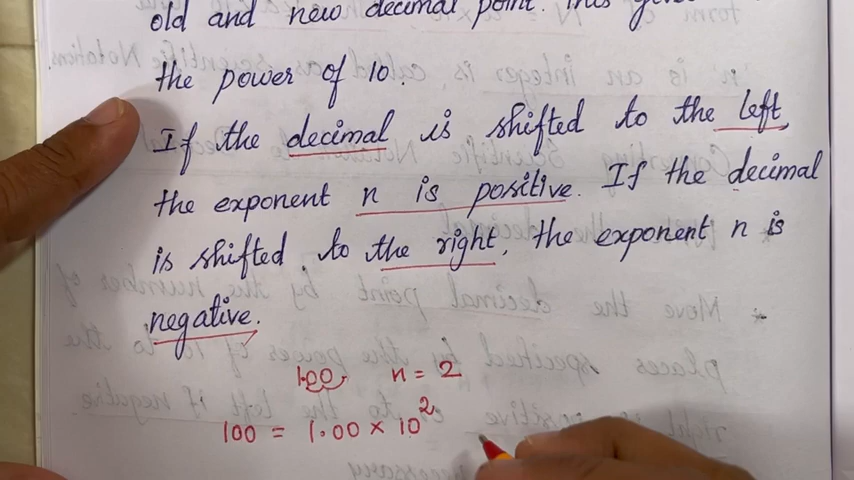 old and new decimal point. This
the power of 10.
If the decimal is shifted to the left,
the exponent n is positive. If the decimal
is shifted to the right, the exponent n is
negative.
100. n = 2
100 = 1.00 × 10²